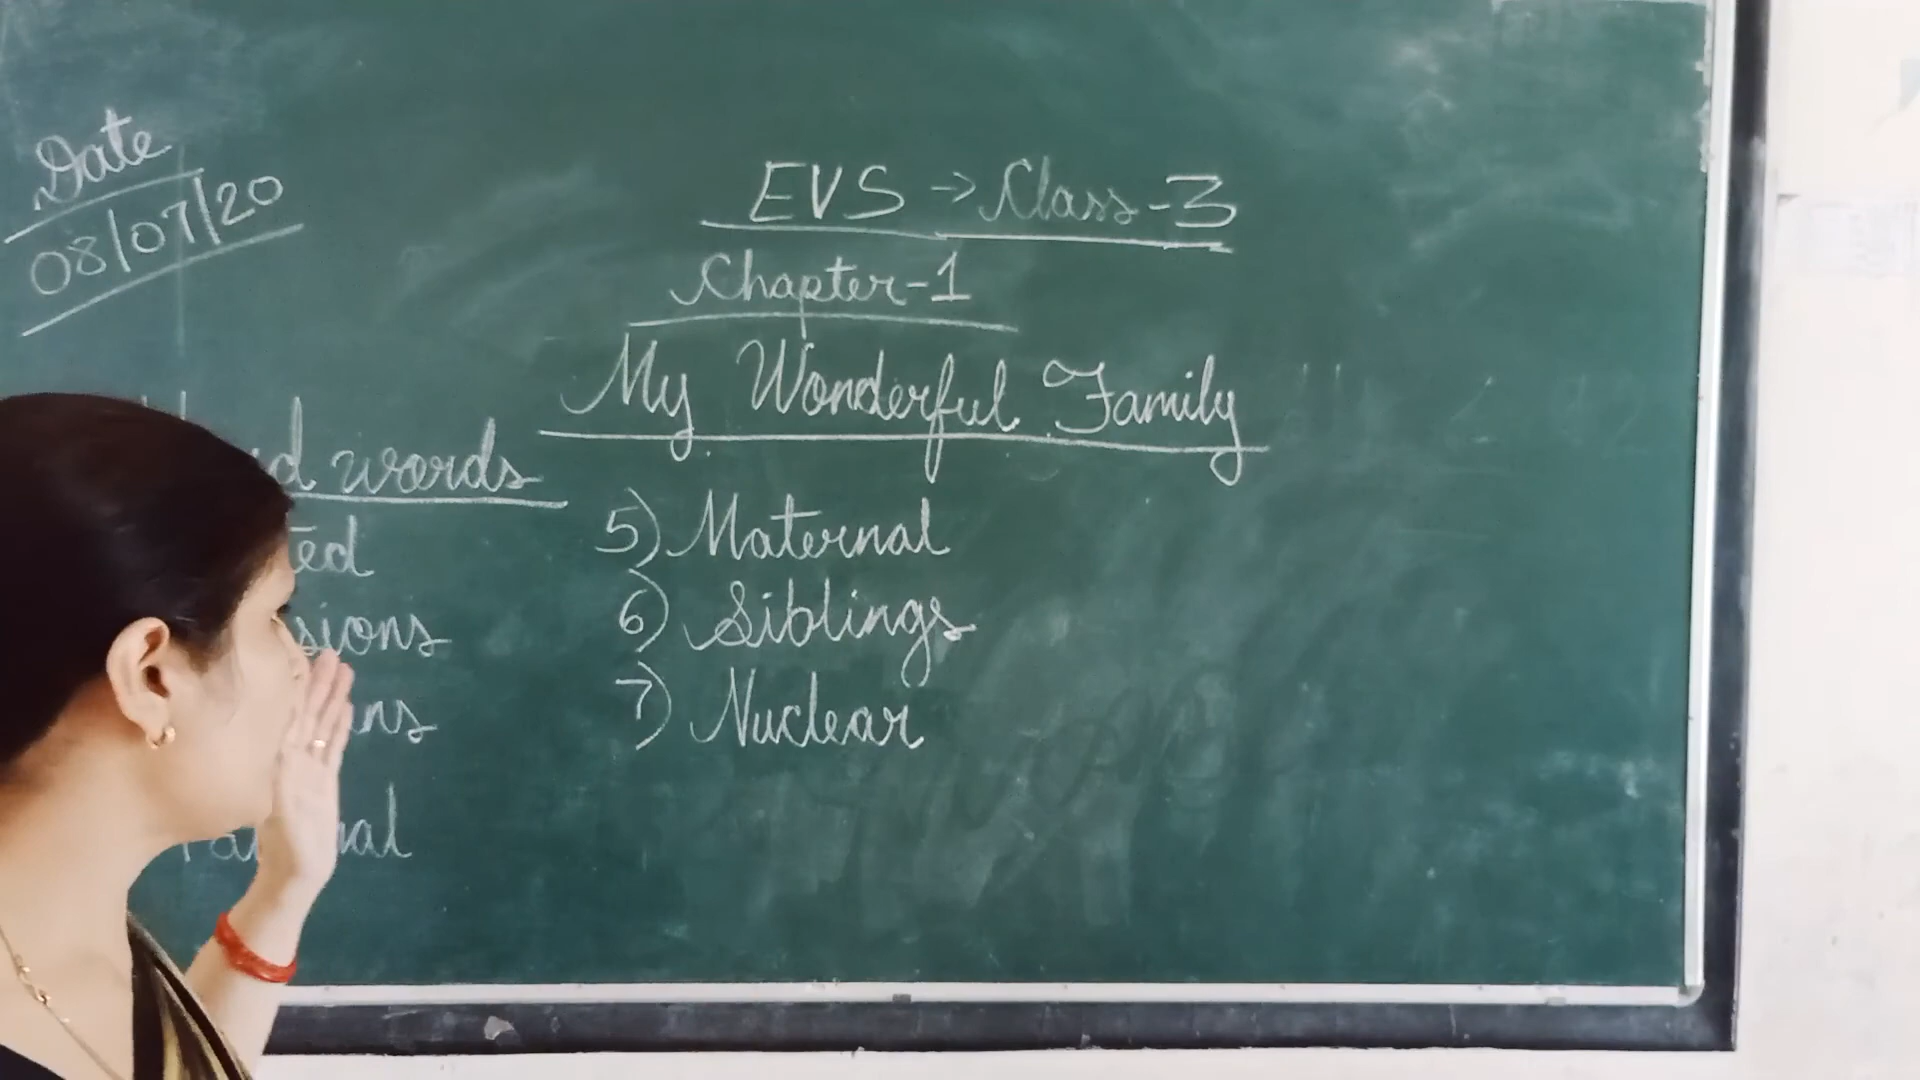 Date
08/07/20
EVS → Class-3
Chapter-1
My Wonderful Family
words
5) Maternal
6) Siblings
7) Nuclear